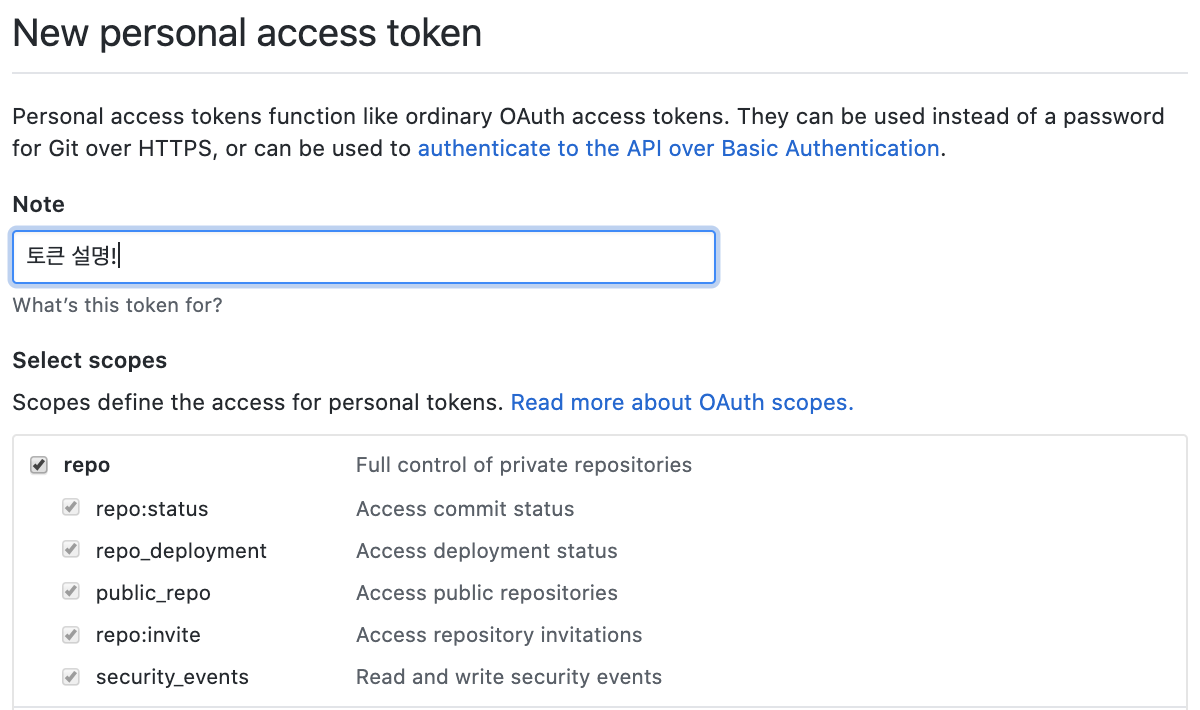 New personal access token
Personal access tokens function like ordinary OAuth access tokens. They can be used instead of a password
for Git over HTTPS, or can be used to authenticate to the API over Basic Authentication.
Note
토큰 설명!
What's this token for?
Select scopes
Scopes define the access for personal tokens. Read more about OAuth scopes.
repo Full control of private repositories
repo:status Access commit status
repo_deployment Access deployment status
public_repo Access public repositories
repo:invite Access repository invitations
security_events Read and write security events